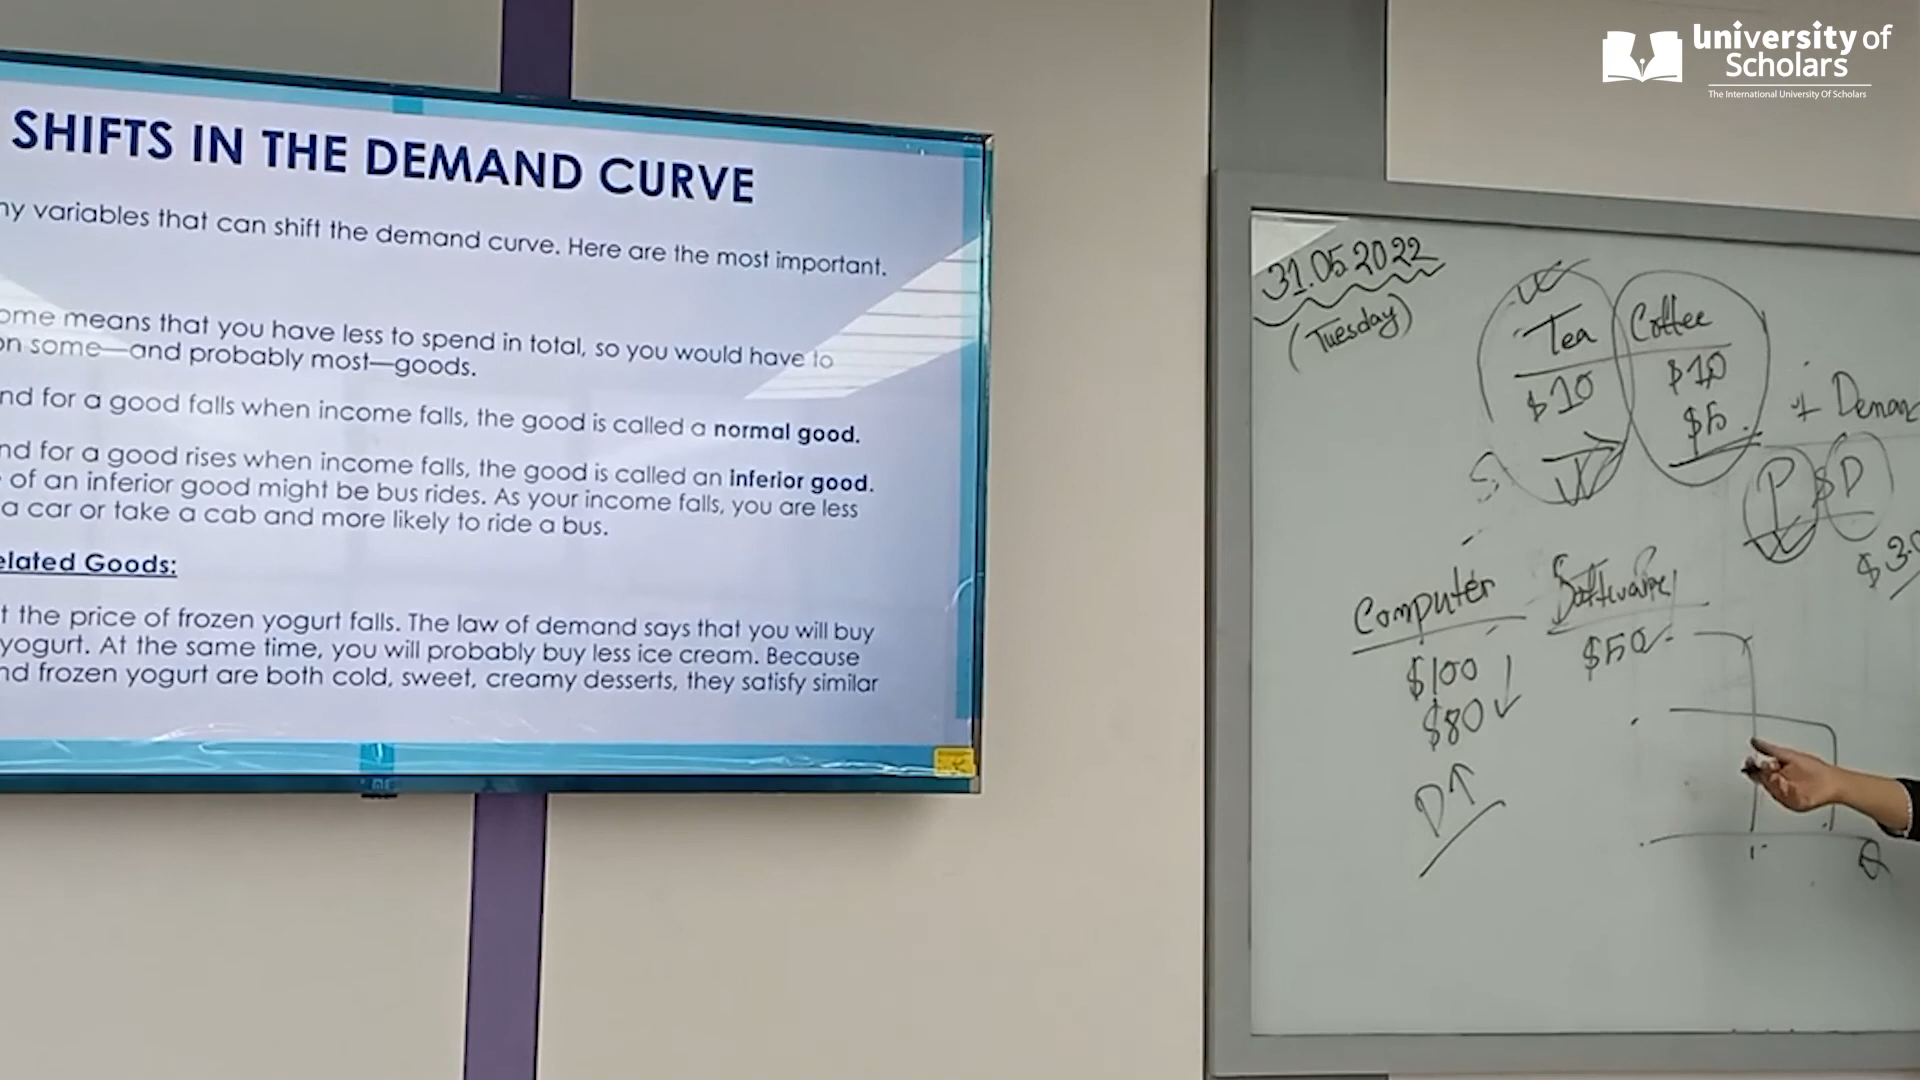 university of
Scholars
The International University Of Scholars
SHIFTS IN THE DEMAND CURVE
ny variables that can shift the demand curve. Here are the most important.
ome means that you have less to spend in total, so you would have to
on some—and probably most—goods.
nd for a good falls when income falls, the good is called a normal good.
nd for a good rises when income falls, the good is called an inferior good.
of an inferior good might be bus rides. As your income falls, you are less
a car or take a cab and more likely to ride a bus.
elated Goods:
t the price of frozen yogurt falls. The law of demand says that you will buy
yogurt. At the same time, you will probably buy less ice cream. Because
nd frozen yogurt are both cold, sweet, creamy desserts, they satisfy similar
31.05.2022
(Tuesday)
Tea Coffee
$10 $10
$5
Demand
P $ D
$3.0
Computer Software
$100 $50
$80
D↑
Q